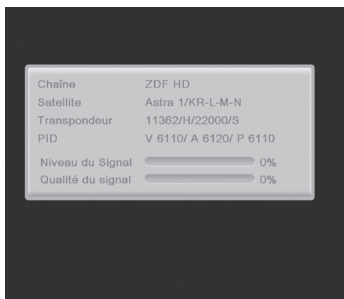 Chaîne ZDF HD
Satellite Astra 1/KR-L-M-N
Transpondeur 11362/H/22000/S
PID V 6110/ A 6120/ P 6110
Niveau du Signal 0%
Qualité du signal 0%